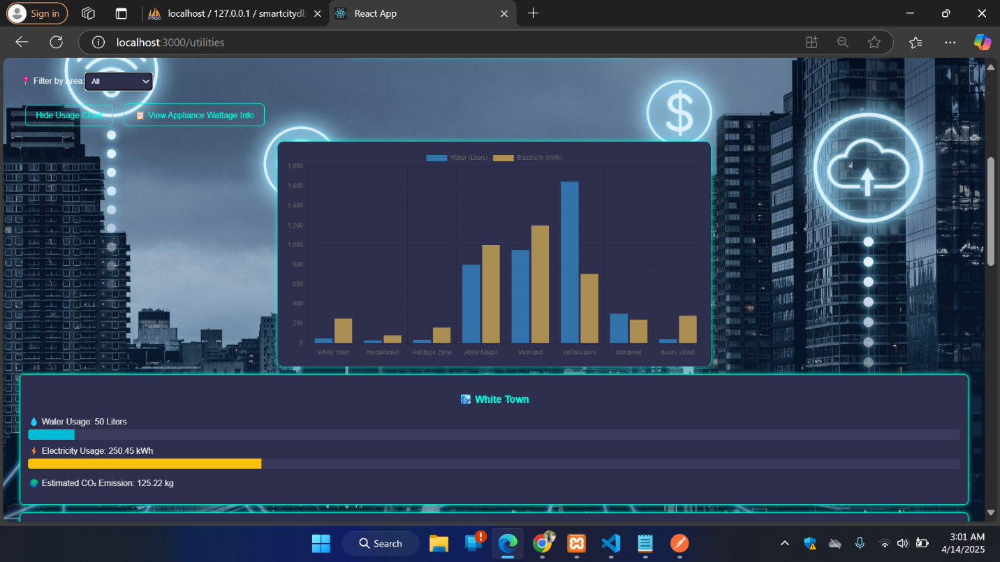 Sign in
localhost / 127.0.0.1 / smartcitydb
React App
localhost:3000/utilities
Filter by Area: All
Hide Usage Chart
View Appliance Wattage Info
Water (Liters) Electricity (kWh)
1,800
1,600
1,400
1,200
1,000
800
600
400
200
0
White Town mudaliarpet Heritage Zone Anna Nagar Vanrapet kottakupam lawspwet bussy street
White Town
Water Usage: 50 Liters
Electricity Usage: 250.45 kWh
Estimated CO₂ Emission: 125.22 kg
Search
3:01 AM
4/14/2025